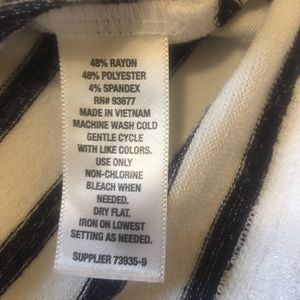 48% RAYON
48% POLYESTER
4% SPANDEX
RN# 93677
MADE IN VIETNAM
MACHINE WASH COLD
GENTLE CYCLE
WITH LIKE COLORS.
USE ONLY
NON-CHLORINE
BLEACH WHEN
NEEDED.
DRY FLAT.
IRON ON LOWEST
SETTING AS NEEDED.
SUPPLIER 73935-9